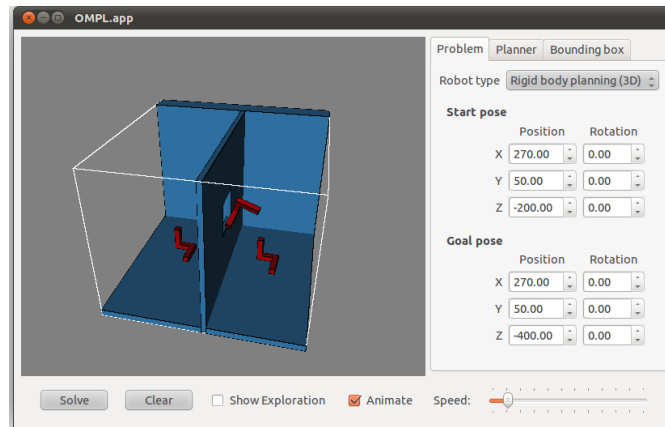 OMPL.app
Problem Planner Bounding box
Robot type Rigid body planning (3D)
Start pose
Position Rotation
X 270.00 0.00
Y 50.00 0.00
Z -200.00 0.00
Goal pose
Position Rotation
X 270.00 0.00
Y 50.00 0.00
Z -400.00 0.00
Solve Clear Show Exploration Animate Speed: